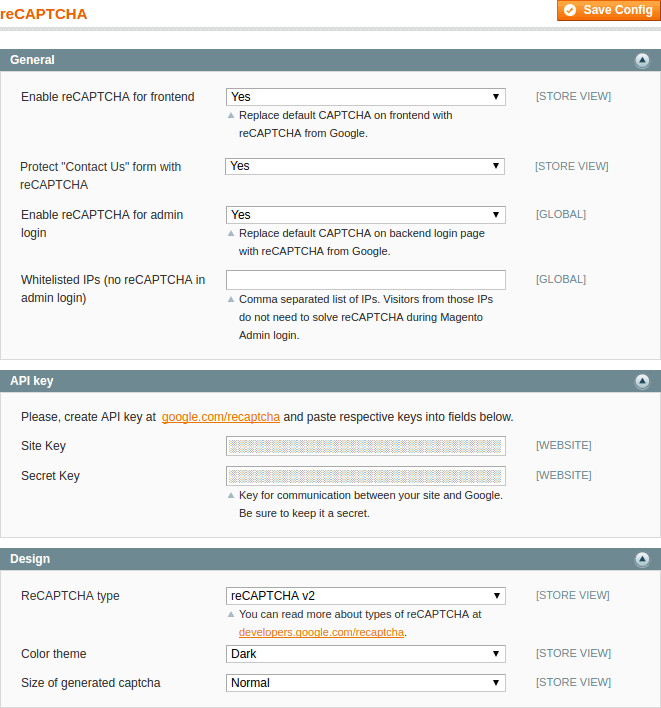 reCAPTCHA
Save Config
General
Enable reCAPTCHA for frontend
Yes
[STORE VIEW]
Replace default CAPTCHA on frontend with
reCAPTCHA from Google.
Protect "Contact Us" form with
reCAPTCHA
Yes
[STORE VIEW]
Enable reCAPTCHA for admin
login
Yes
[GLOBAL]
Replace default CAPTCHA on backend login page
with reCAPTCHA from Google.
Whitelisted IPs (no reCAPTCHA in
admin login)
[GLOBAL]
Comma separated list of IPs. Visitors from those IPs
do not need to solve reCAPTCHA during Magento
Admin login.
API key
Please, create API key at google.com/recaptcha and paste respective keys into fields below.
Site Key
[WEBSITE]
Secret Key
[WEBSITE]
Key for communication between your site and Google.
Be sure to keep it a secret.
Design
ReCAPTCHA type
reCAPTCHA v2
[STORE VIEW]
You can read more about types of reCAPTCHA at
developers.google.com/recaptcha.
Color theme
Dark
[STORE VIEW]
Size of generated captcha
Normal
[STORE VIEW]